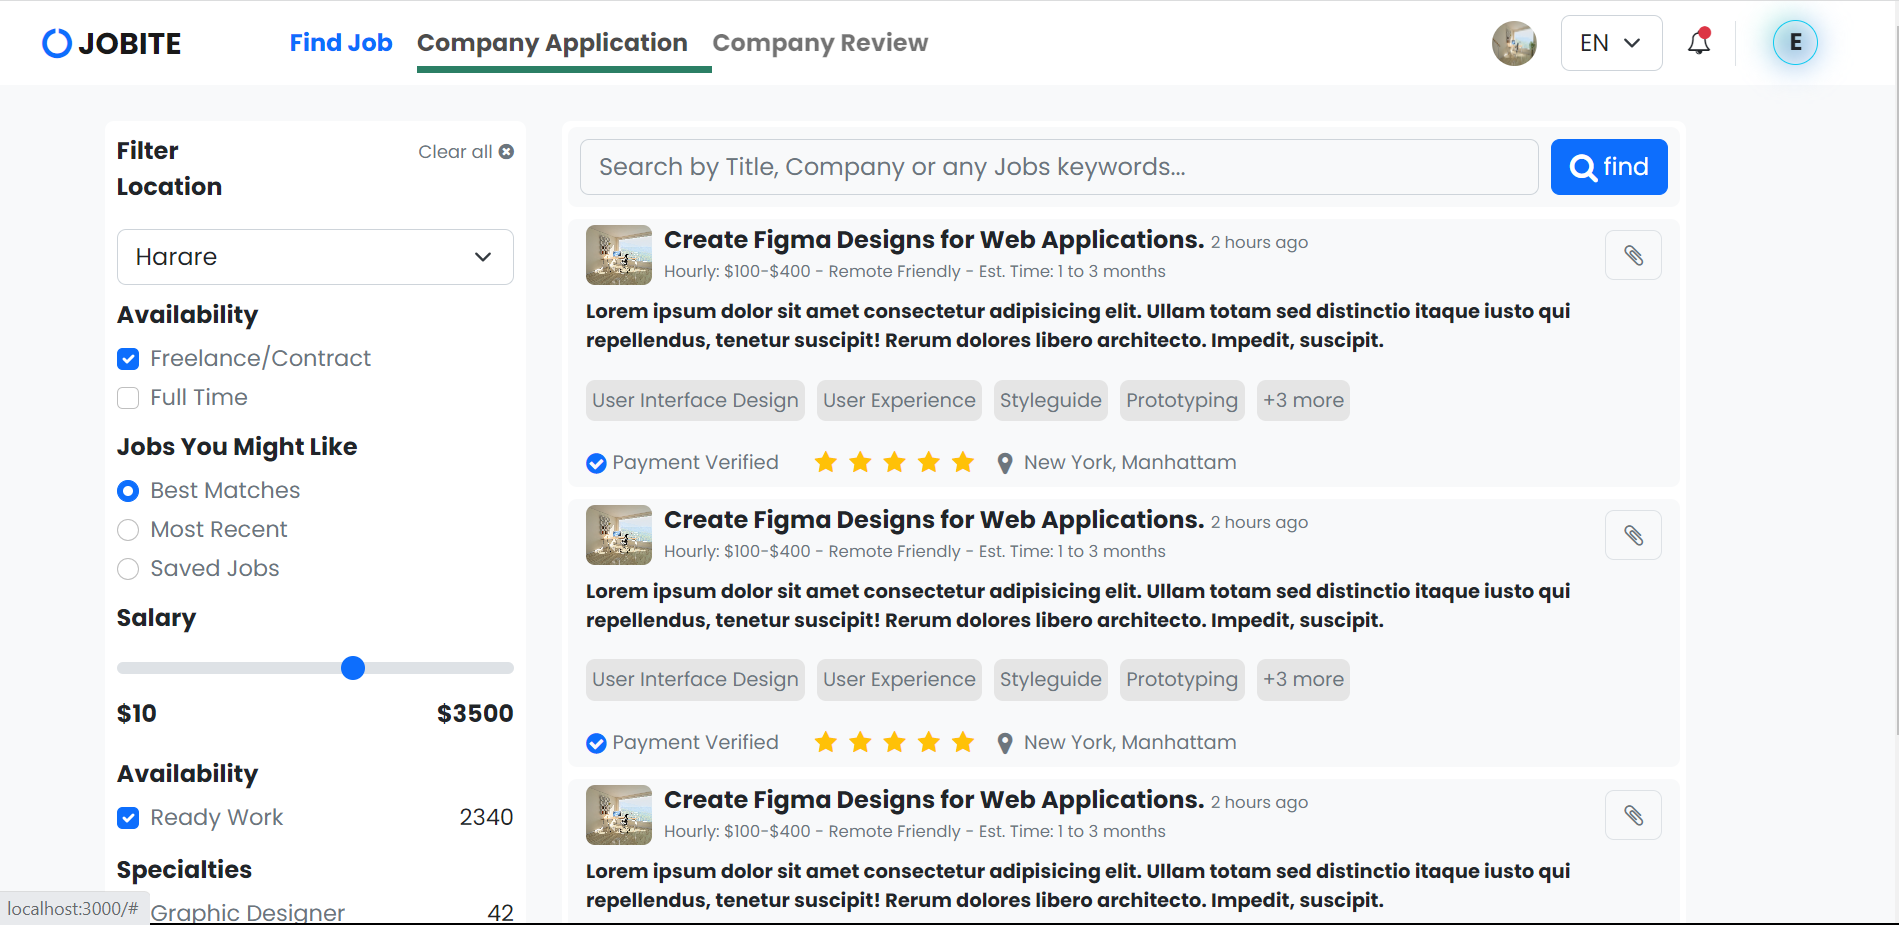 JOBITE
Find Job
Company Application
Company Review
EN
E
Filter
Clear all
Location
Harare
Availability
Freelance/Contract
Full Time
Jobs You Might Like
Best Matches
Most Recent
Saved Jobs
Salary
$10
$3500
Availability
Ready Work
2340
Specialties
Graphic Designer
42
localhost:3000/#
Search by Title, Company or any Jobs keywords...
find
Create Figma Designs for Web Applications. 2 hours ago
Hourly: $100-$400 - Remote Friendly - Est. Time: 1 to 3 months
Lorem ipsum dolor sit amet consectetur adipisicing elit. Ullam totam sed distinctio itaque iusto qui
repellendus, tenetur suscipit! Rerum dolores libero architecto. Impedit, suscipit.
User Interface Design
User Experience
Styleguide
Prototyping
+3 more
Payment Verified
New York, Manhattam
Create Figma Designs for Web Applications. 2 hours ago
Hourly: $100-$400 - Remote Friendly - Est. Time: 1 to 3 months
Lorem ipsum dolor sit amet consectetur adipisicing elit. Ullam totam sed distinctio itaque iusto qui
repellendus, tenetur suscipit! Rerum dolores libero architecto. Impedit, suscipit.
User Interface Design
User Experience
Styleguide
Prototyping
+3 more
Payment Verified
New York, Manhattam
Create Figma Designs for Web Applications. 2 hours ago
Hourly: $100-$400 - Remote Friendly - Est. Time: 1 to 3 months
Lorem ipsum dolor sit amet consectetur adipisicing elit. Ullam totam sed distinctio itaque iusto qui
repellendus, tenetur suscipit! Rerum dolores libero architecto. Impedit, suscipit.